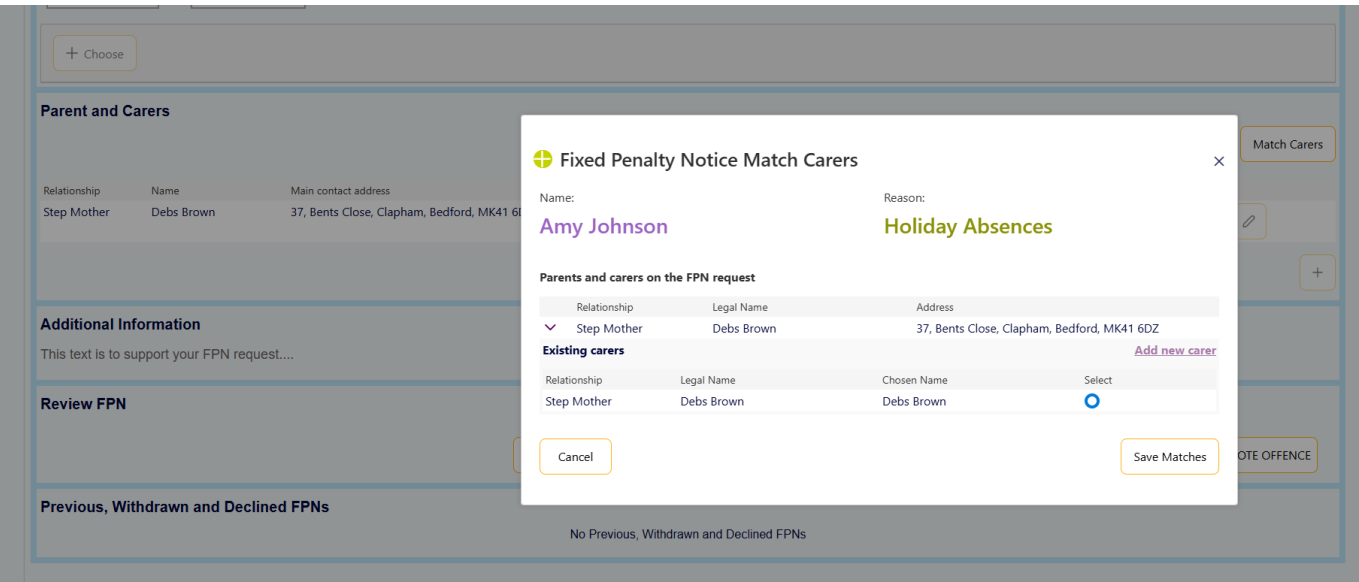 + Choose
Parent and Carers
Match Carers
Relationship Name Main contact address
Step Mother Debs Brown 37, Bents Close, Clapham, Bedford, MK41
Fixed Penalty Notice Match Carers
Name: Reason:
Amy Johnson Holiday Absences
Parents and carers on the FPN request
Relationship Legal Name Address
Step Mother Debs Brown 37, Bents Close, Clapham, Bedford, MK41 6DZ
Existing carers Add new carer
Relationship Legal Name Chosen Name Select
Step Mother Debs Brown Debs Brown
Cancel Save Matches
Additional Information
This text is to support your FPN request....
Review FPN
OFFENCE
Previous, Withdrawn and Declined FPNs
No Previous, Withdrawn and Declined FPNs